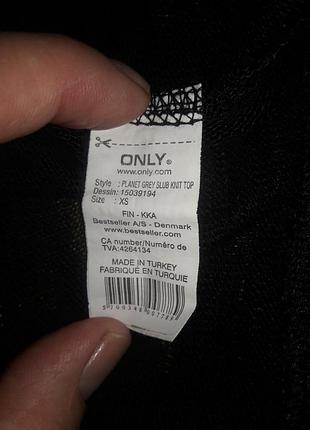 ONLY®
www.only.com
Style : PLANET GREY SLUB KNIT TOP
Dessin: 15039194
Size: XS
FIN - KKA
Bestseller A/S - Denmark
www.bestseller.com
CA number/Numéro de
TVA:4264134
MADE IN TURKEY
FABRIQUÉ EN TURQUIE